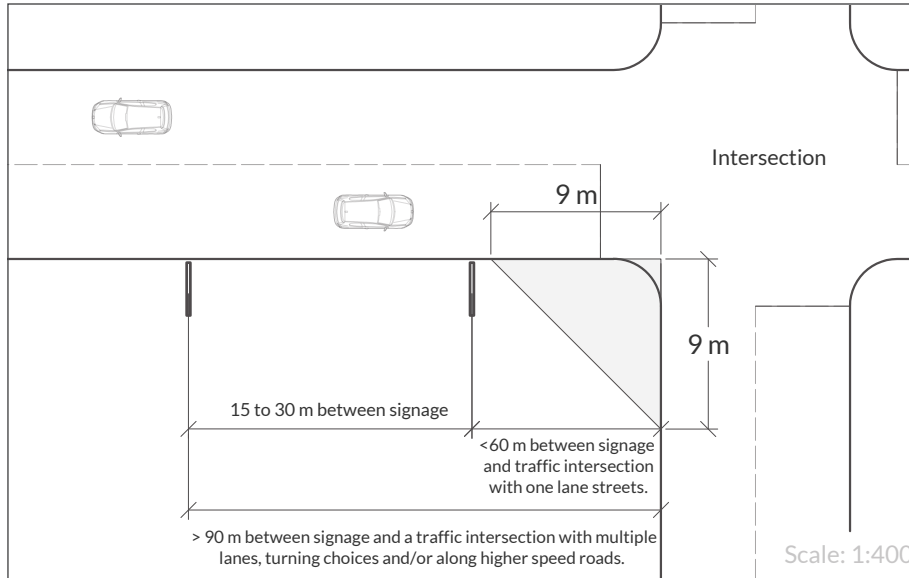 Intersection
9 m
9 m
15 to 30 m between signage
<60 m between signage
and traffic intersection
with one lane streets.
> 90 m between signage and a traffic intersection with multiple
lanes, turning choices and/or along higher speed roads.
Scale: 1:400